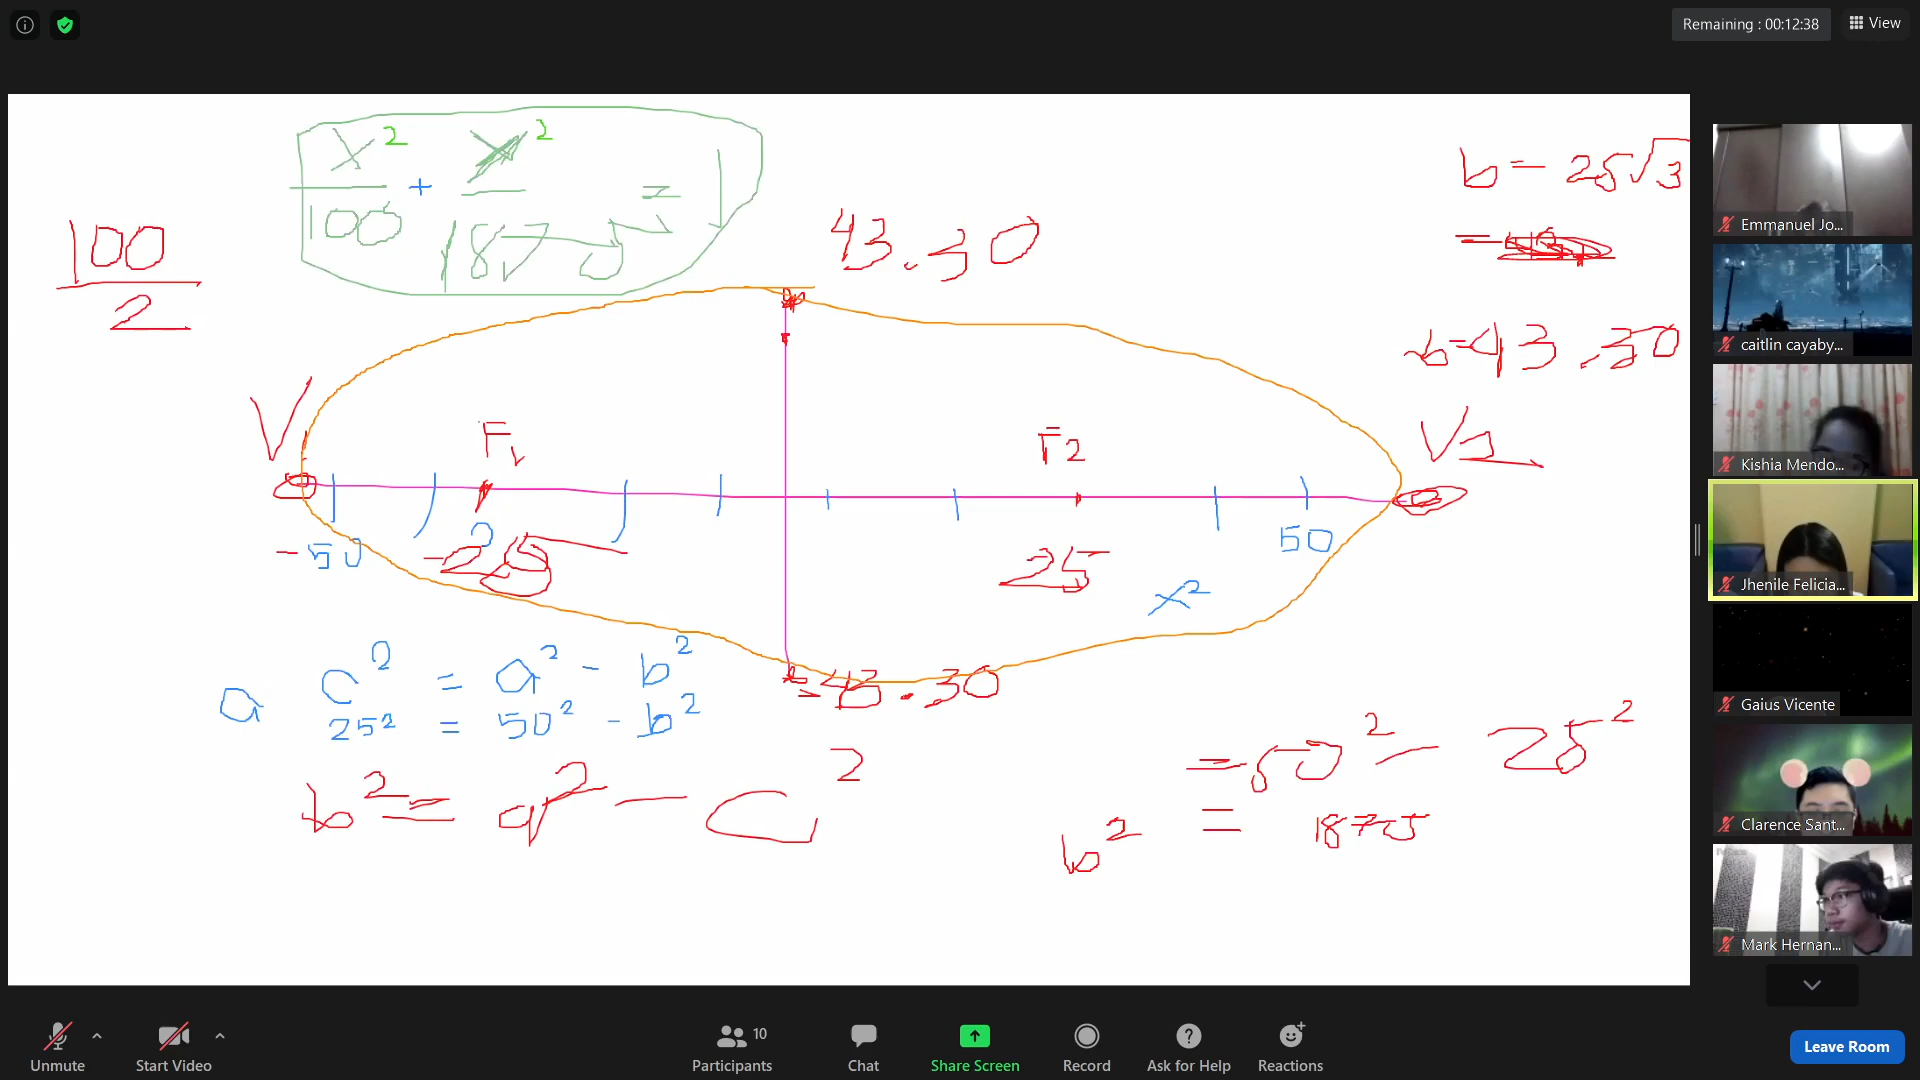 Remaining : 00:12:38
View
x² + y² = 1
100 1875
100
2
43.30
b = 25√3
=
b=43.30
V
F₁
F2
V2
-50
-25
25
50
x²
-43.30
a
c² = a² - b²
25² = 50² - b²
b² = a² - c²
= 50² - 25²
b² = 1875
Emmanuel Jo...
caitlin cayaby...
Kishia Mendo...
Jhenile Felicia...
Gaius Vicente
Clarence Sant...
Mark Hernan...
Unmute
Start Video
Participants 10
Chat
Share Screen
Record
Ask for Help
Reactions
Leave Room